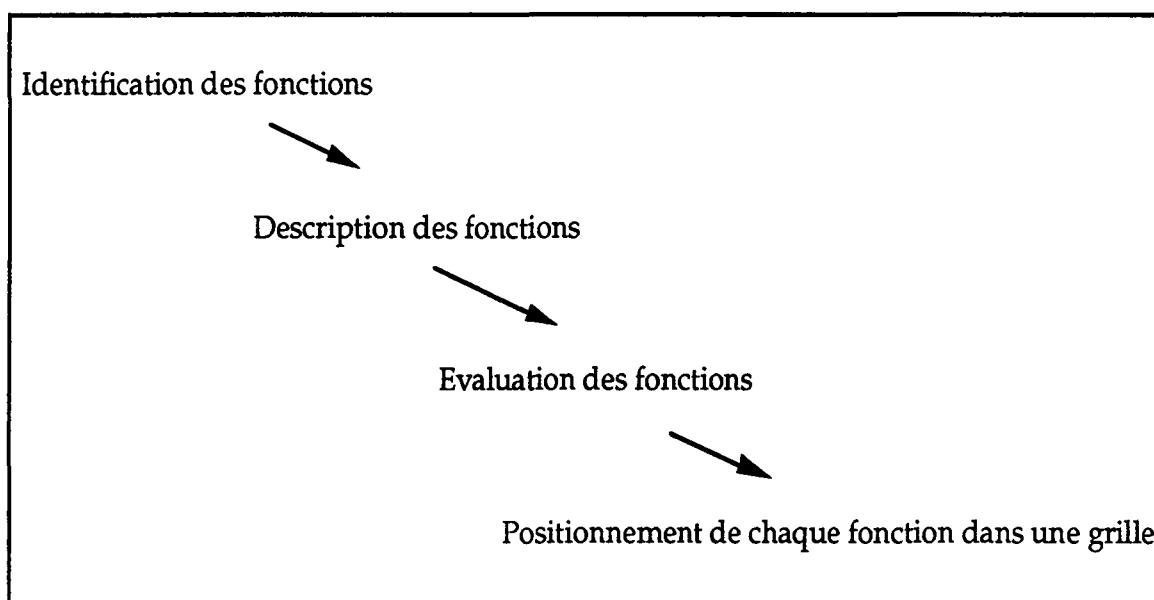 Identification des fonctions
Description des fonctions
Evaluation des fonctions
Positionnement de chaque fonction dans une grille